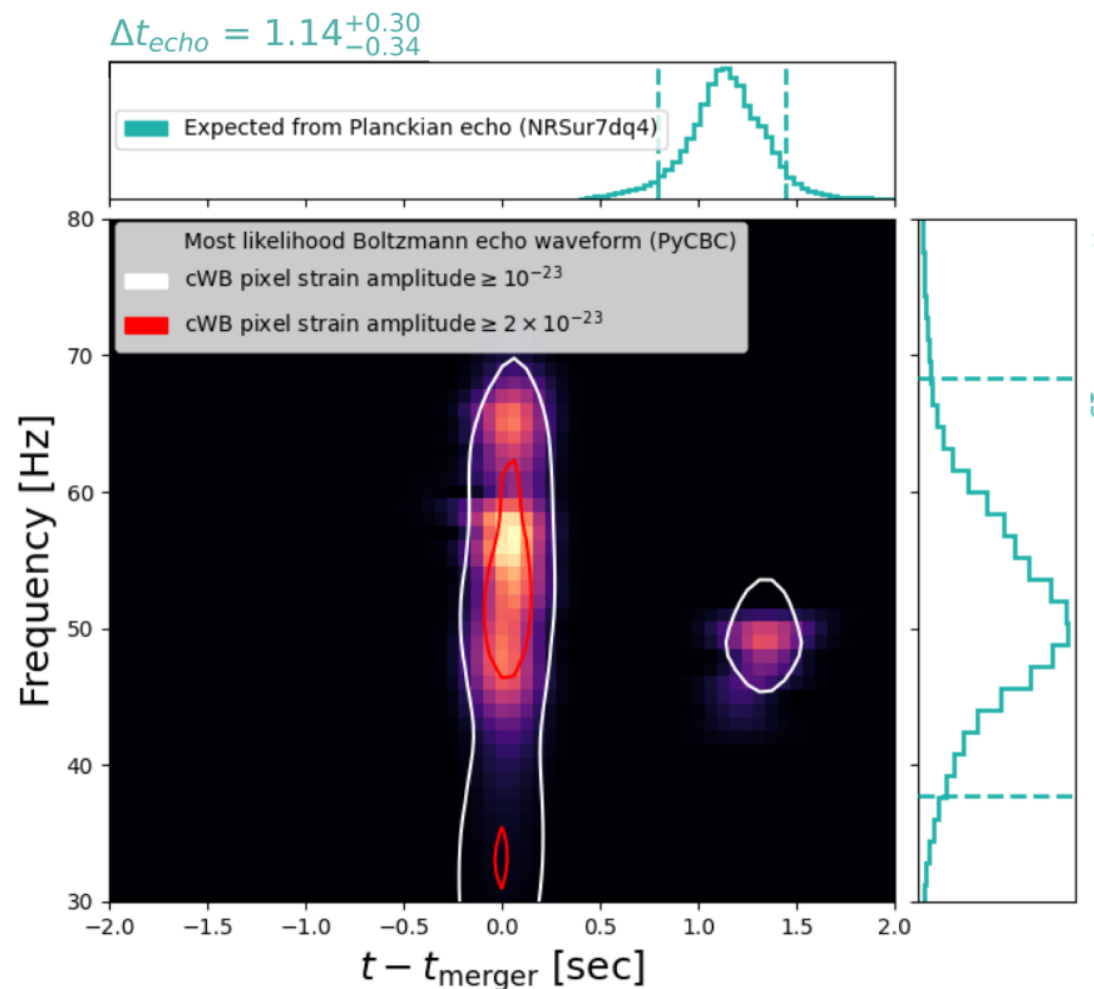 Δt_echo = 1.14^{+0.30}_{−0.34}
Expected from Planckian echo (NRSur7dq4)
Most likelihood Boltzmann echo waveform (PyCBC)
cWB pixel strain amplitude ≥ 10^{−23}
cWB pixel strain amplitude ≥ 2 × 10^{−23}
80
70
60
50
40
30
Frequency [Hz]
−2.0 −1.5 −1.0 −0.5 0.0 0.5 1.0 1.5 2.0
t − t_merger [sec]